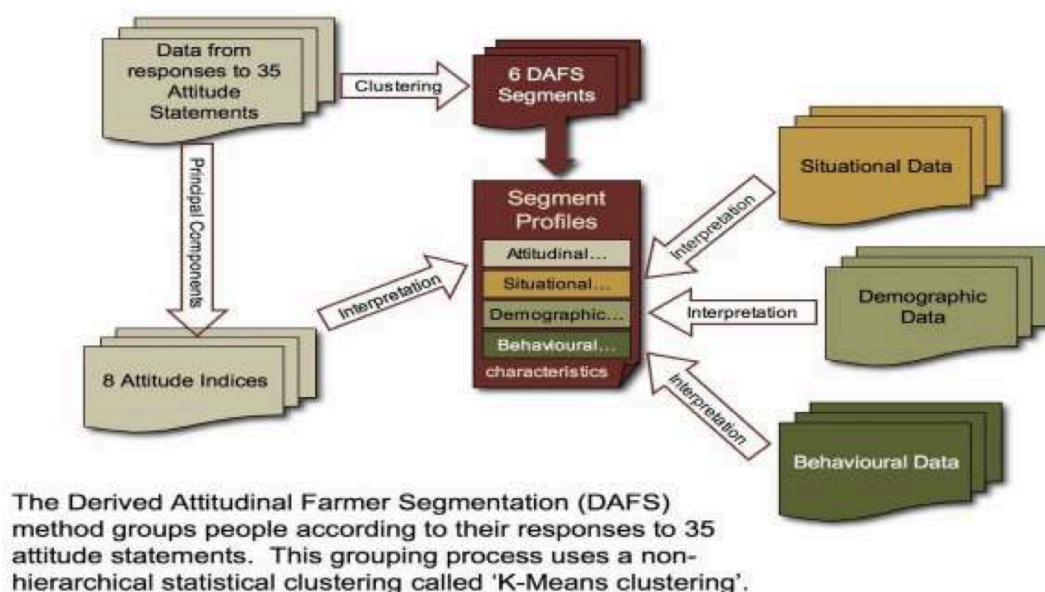 Data from
responses to 35
Attitude
Statements
Clustering
6 DAFS
Segments
Situational Data
Principal
Components
Segment
Profiles
Interpretation
Attitudinal...
Situational...
Demographic...
Behavioural...
characteristics
Interpretation
Interpretation
Demographic
Data
8 Attitude Indices
Interpretation
Behavioural Data
The Derived Attitudinal Farmer Segmentation (DAFS)
method groups people according to their responses to 35
attitude statements.  This grouping process uses a non-
hierarchical statistical clustering called 'K-Means clustering'.